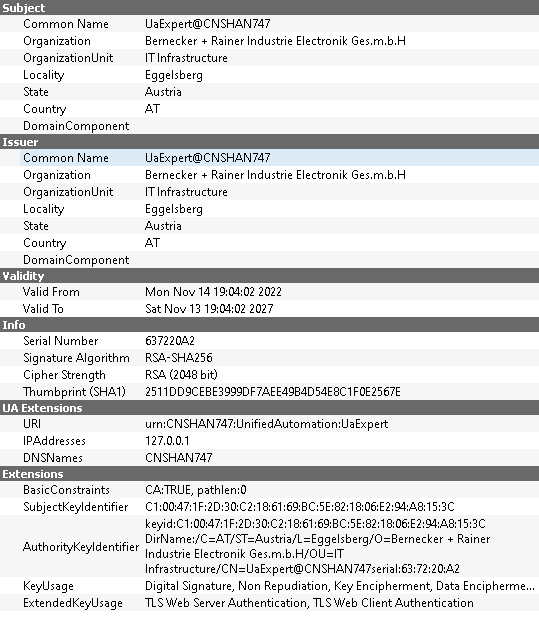 Subject
Common Name UaExpert@CNSHAN747
Organization Bernecker + Rainer Industrie Electronik Ges.m.b.H
OrganizationUnit IT Infrastructure
Locality Eggelsberg
State Austria
Country AT
DomainComponent
Issuer
Common Name UaExpert@CNSHAN747
Organization Bernecker + Rainer Industrie Electronik Ges.m.b.H
OrganizationUnit IT Infrastructure
Locality Eggelsberg
State Austria
Country AT
DomainComponent
Validity
Valid From Mon Nov 14 19:04:02 2022
Valid To Sat Nov 13 19:04:02 2027
Info
Serial Number 637220A2
Signature Algorithm RSA-SHA256
Cipher Strength RSA (2048 bit)
Thumbprint (SHA1) 2511DD9CEBE3999DF7AEE49B4D54E8C1F0E2567E
UA Extensions
URI urn:CNSHAN747:UnifiedAutomation:UaExpert
IPAddresses 127.0.0.1
DNSNames CNSHAN747
Extensions
BasicConstraints CA:TRUE, pathlen:0
SubjectKeyIdentifier C1:00:47:1F:2D:30:C2:18:61:69:BC:5E:82:18:06:E2:94:A8:15:3C
keyid:C1:00:47:1F:2D:30:C2:18:61:69:BC:5E:82:18:06:E2:94:A8:15:3C
DirName:/C=AT/ST=Austria/L=Eggelsberg/O=Bernecker + Rainer
AuthorityKeyIdentifier Industrie Electronik Ges.m.b.H/OU=IT
Infrastructure/CN=UaExpert@CNSHAN747serial:63:72:20:A2
KeyUsage Digital Signature, Non Repudiation, Key Encipherment, Data Encipherme...
ExtendedKeyUsage TLS Web Server Authentication, TLS Web Client Authentication